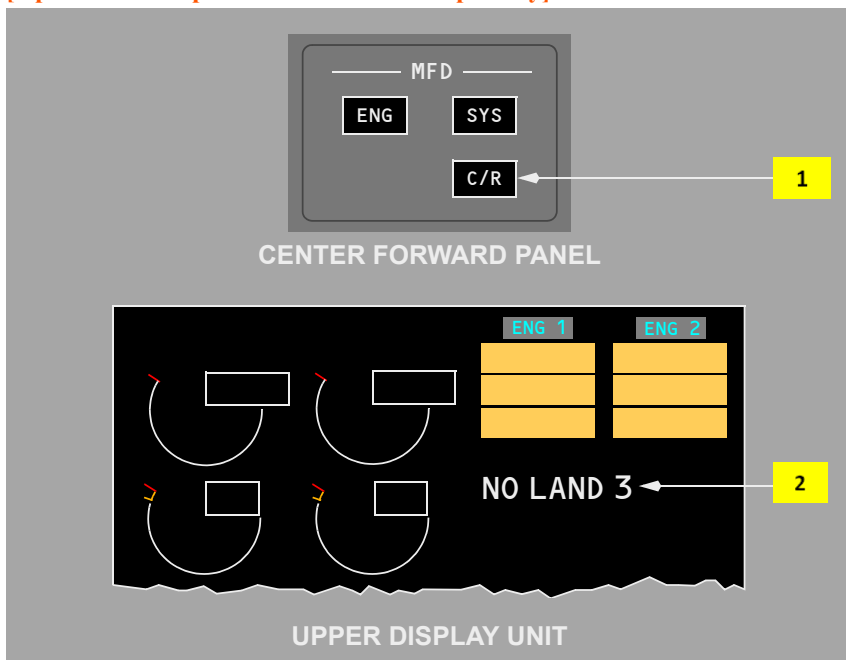 MFD
ENG SYS
C/R
1
CENTER FORWARD PANEL
ENG 1 ENG 2
NO LAND 3
2
UPPER DISPLAY UNIT